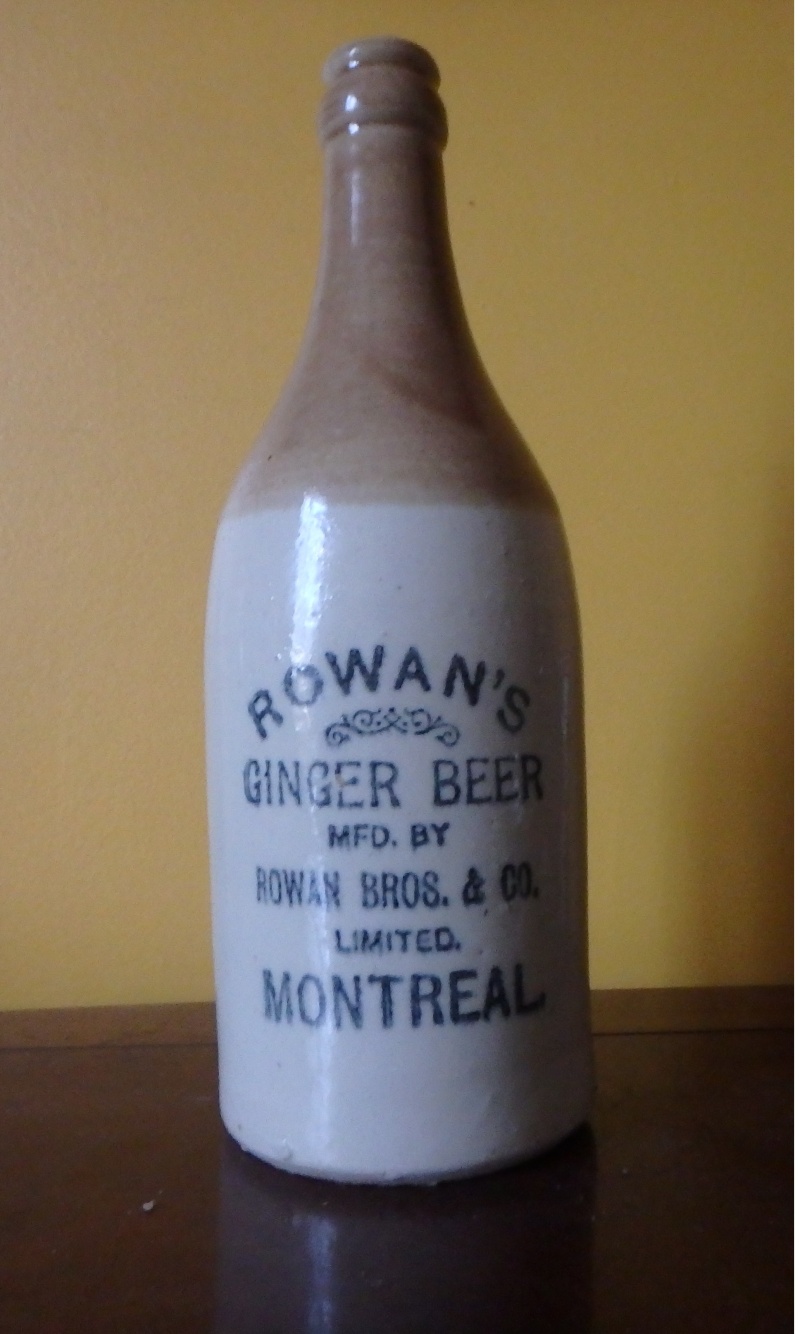 ROWAN'S
GINGER BEER
MFD. BY
ROWAN BROS. & CO.
LIMITED.
MONTREAL.